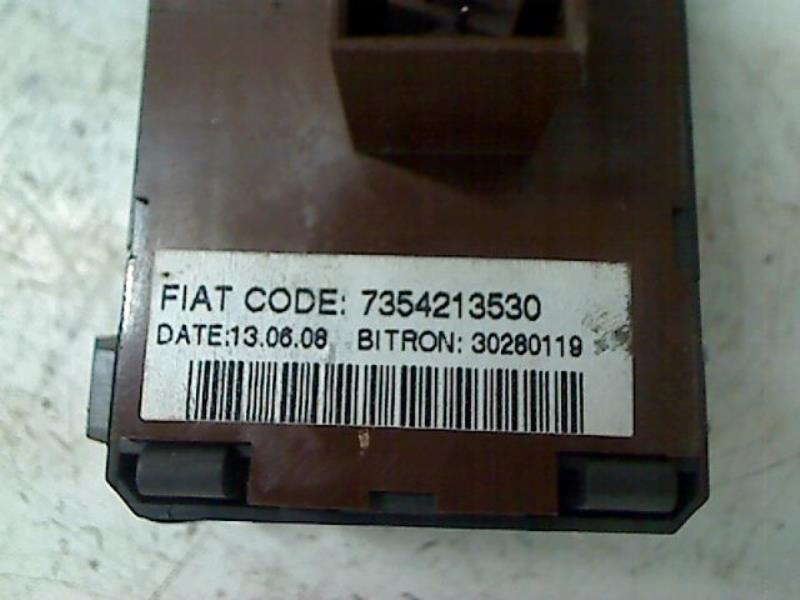 FIAT CODE: 7354213530
DATE:13.06.08 BITRON: 30280119